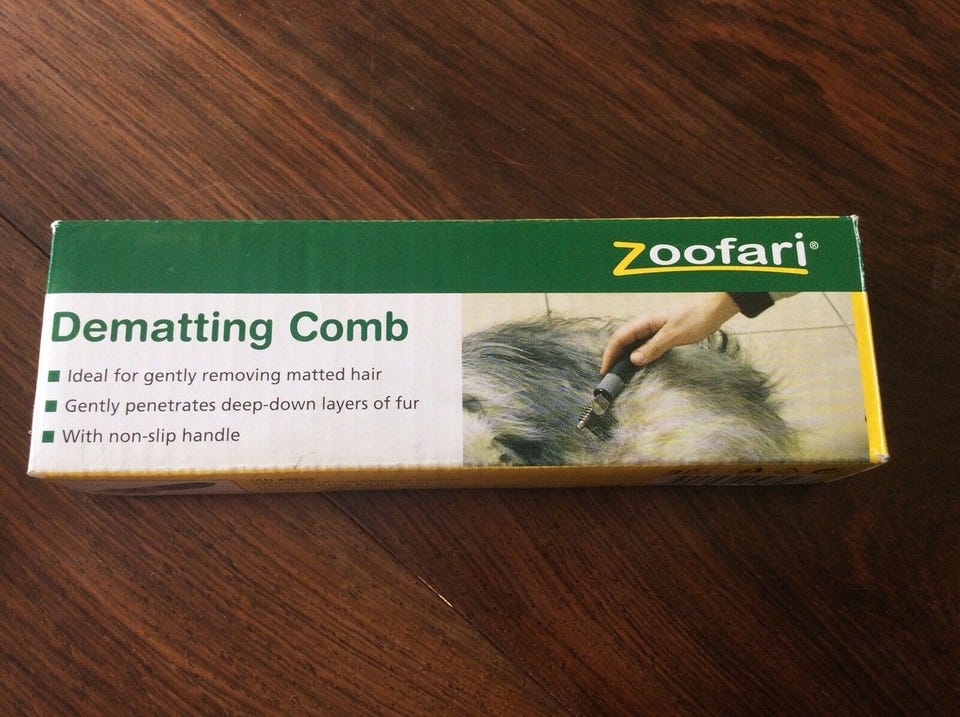 zoofari®
Dematting Comb
Ideal for gently removing matted hair
Gently penetrates deep-down layers of fur
With non-slip handle